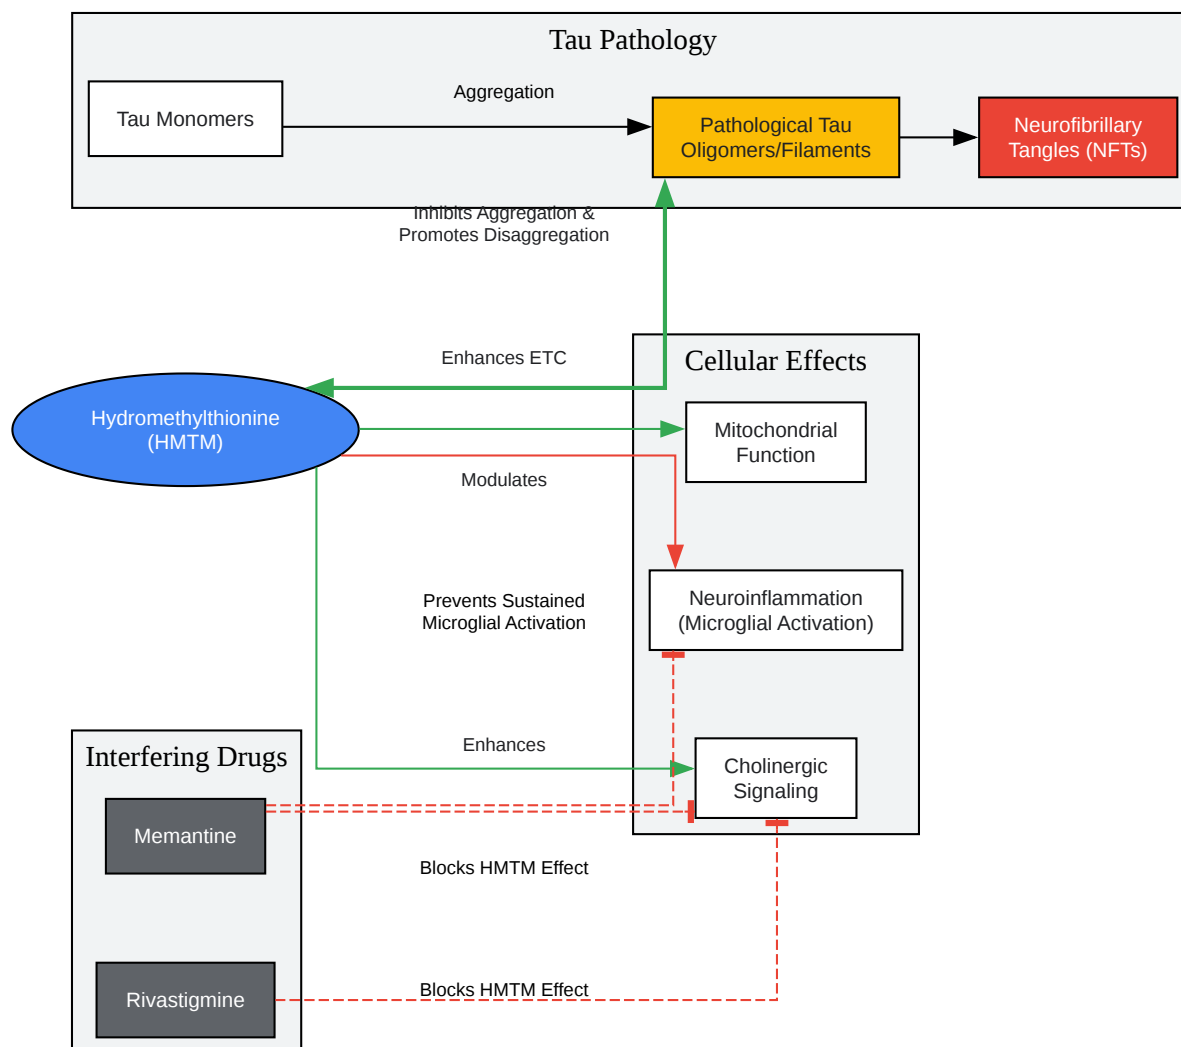 Tau Pathology
Tau Monomers
Aggregation
Pathological Tau
Oligomers/Filaments
Neurofibrillary
Tangles (NFTs)
Inhibits Aggregation &
Promotes Disaggregation
Enhances ETC
Cellular Effects
Hydromethylthionine
(HMTM)
Mitochondrial
Function
Modulates
Neuroinflammation
(Microglial Activation)
Prevents Sustained
Microglial Activation
Interfering Drugs
Enhances
Cholinergic
Signaling
Memantine
Blocks HMTM Effect
Rivastigmine
Blocks HMTM Effect